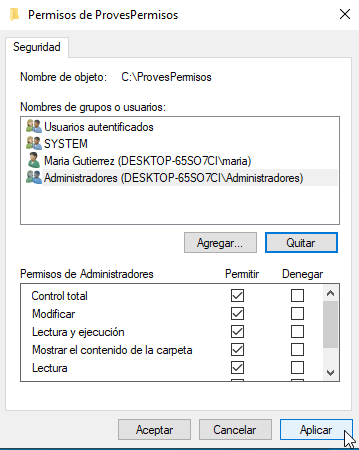 Permisos de ProvesPermisos
Seguridad
Nombre de objeto: C:\ProvesPermisos
Nombres de grupos o usuarios:
Usuarios autentificados
SYSTEM
Maria Gutierrez (DESKTOP-65SO7CI\maria)
Administradores (DESKTOP-65SO7CI\Administradores)
Agregar... Quitar
Permisos de Administradores Permitir Denegar
Control total
Modificar
Lectura y ejecución
Mostrar el contenido de la carpeta
Lectura
Aceptar Cancelar Aplicar